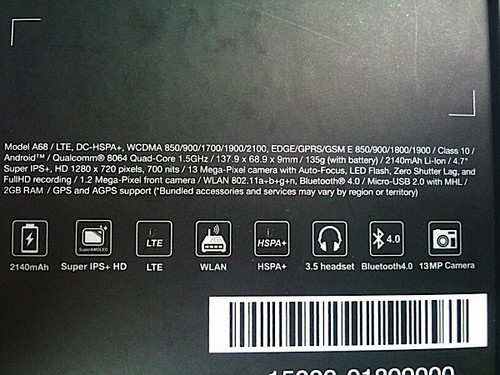 Model A68 / LTE, DC-HSPA+, WCDMA 850/900/1700/1900/2100, EDGE/GPRS/GSM E 850/900/1800/1900 / Class 10 /
Android™ / Qualcomm® 8064 Quad-Core 1.5GHz / 137.9 x 68.9 x 9mm / 135g (with battery) / 2140mAh Li-Ion / 4.7"
Super IPS+, HD 1280 x 720 pixels, 700 nits / 13 Mega-Pixel camera with Auto-Focus, LED Flash, Zero Shutter Lag, and
FullHD recording / 1.2 Mega-Pixel front camera / WLAN 802.11a+b+g+n, Bluetooth® 4.0 / Micro-USB 2.0 with MHL /
2GB RAM / GPS and AGPS support (*Bundled accessories and services may vary by region or territory)
SuperAMOLED LTE HSPA+ 4.0
2140mAh Super IPS+ HD LTE WLAN HSPA+ 3.5 headset Bluetooth4.0 13MP Camera